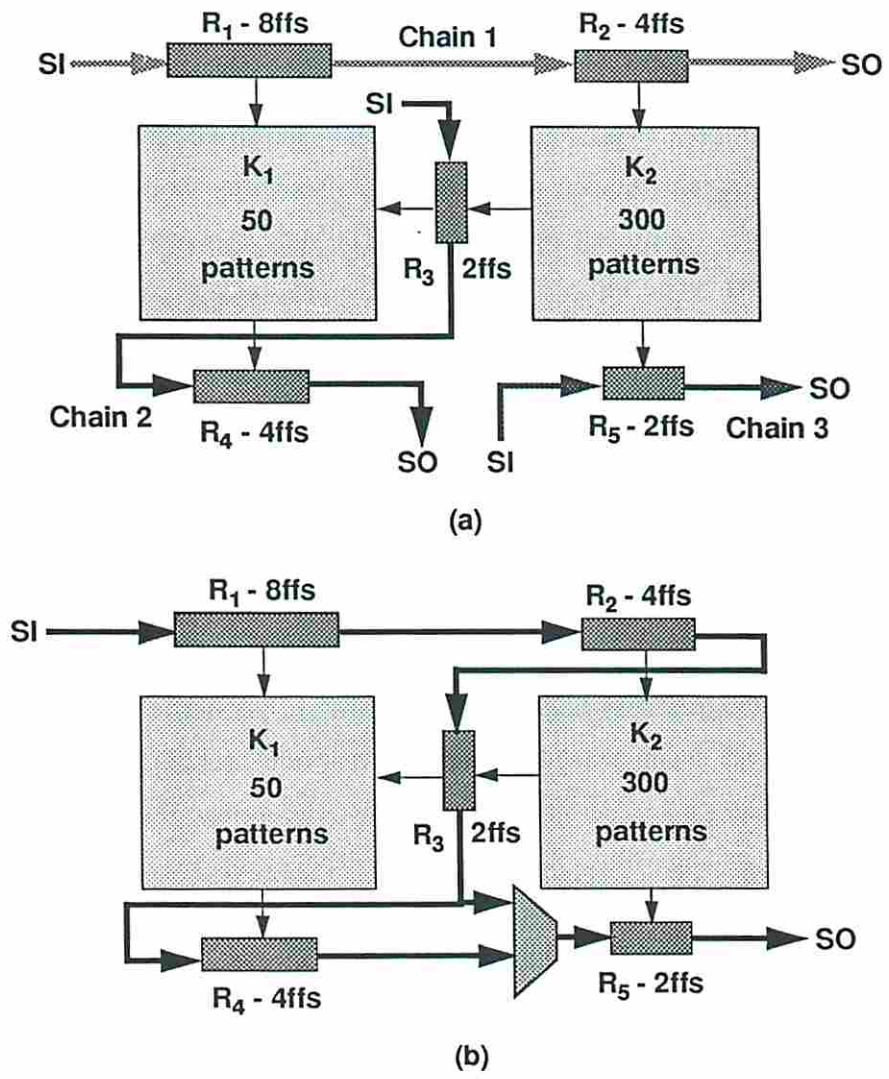 R₁ - 8ffs
Chain 1
R₂ - 4ffs
SI
SO
SI
K₁
50
patterns
K₂
300
patterns
R₃
2ffs
Chain 2
R₄ - 4ffs
SO
SI
R₅ - 2ffs
SO
Chain 3
(a)
R₁ - 8ffs
R₂ - 4ffs
SI
K₁
50
patterns
K₂
300
patterns
R₃
2ffs
R₄ - 4ffs
R₅ - 2ffs
SO
(b)